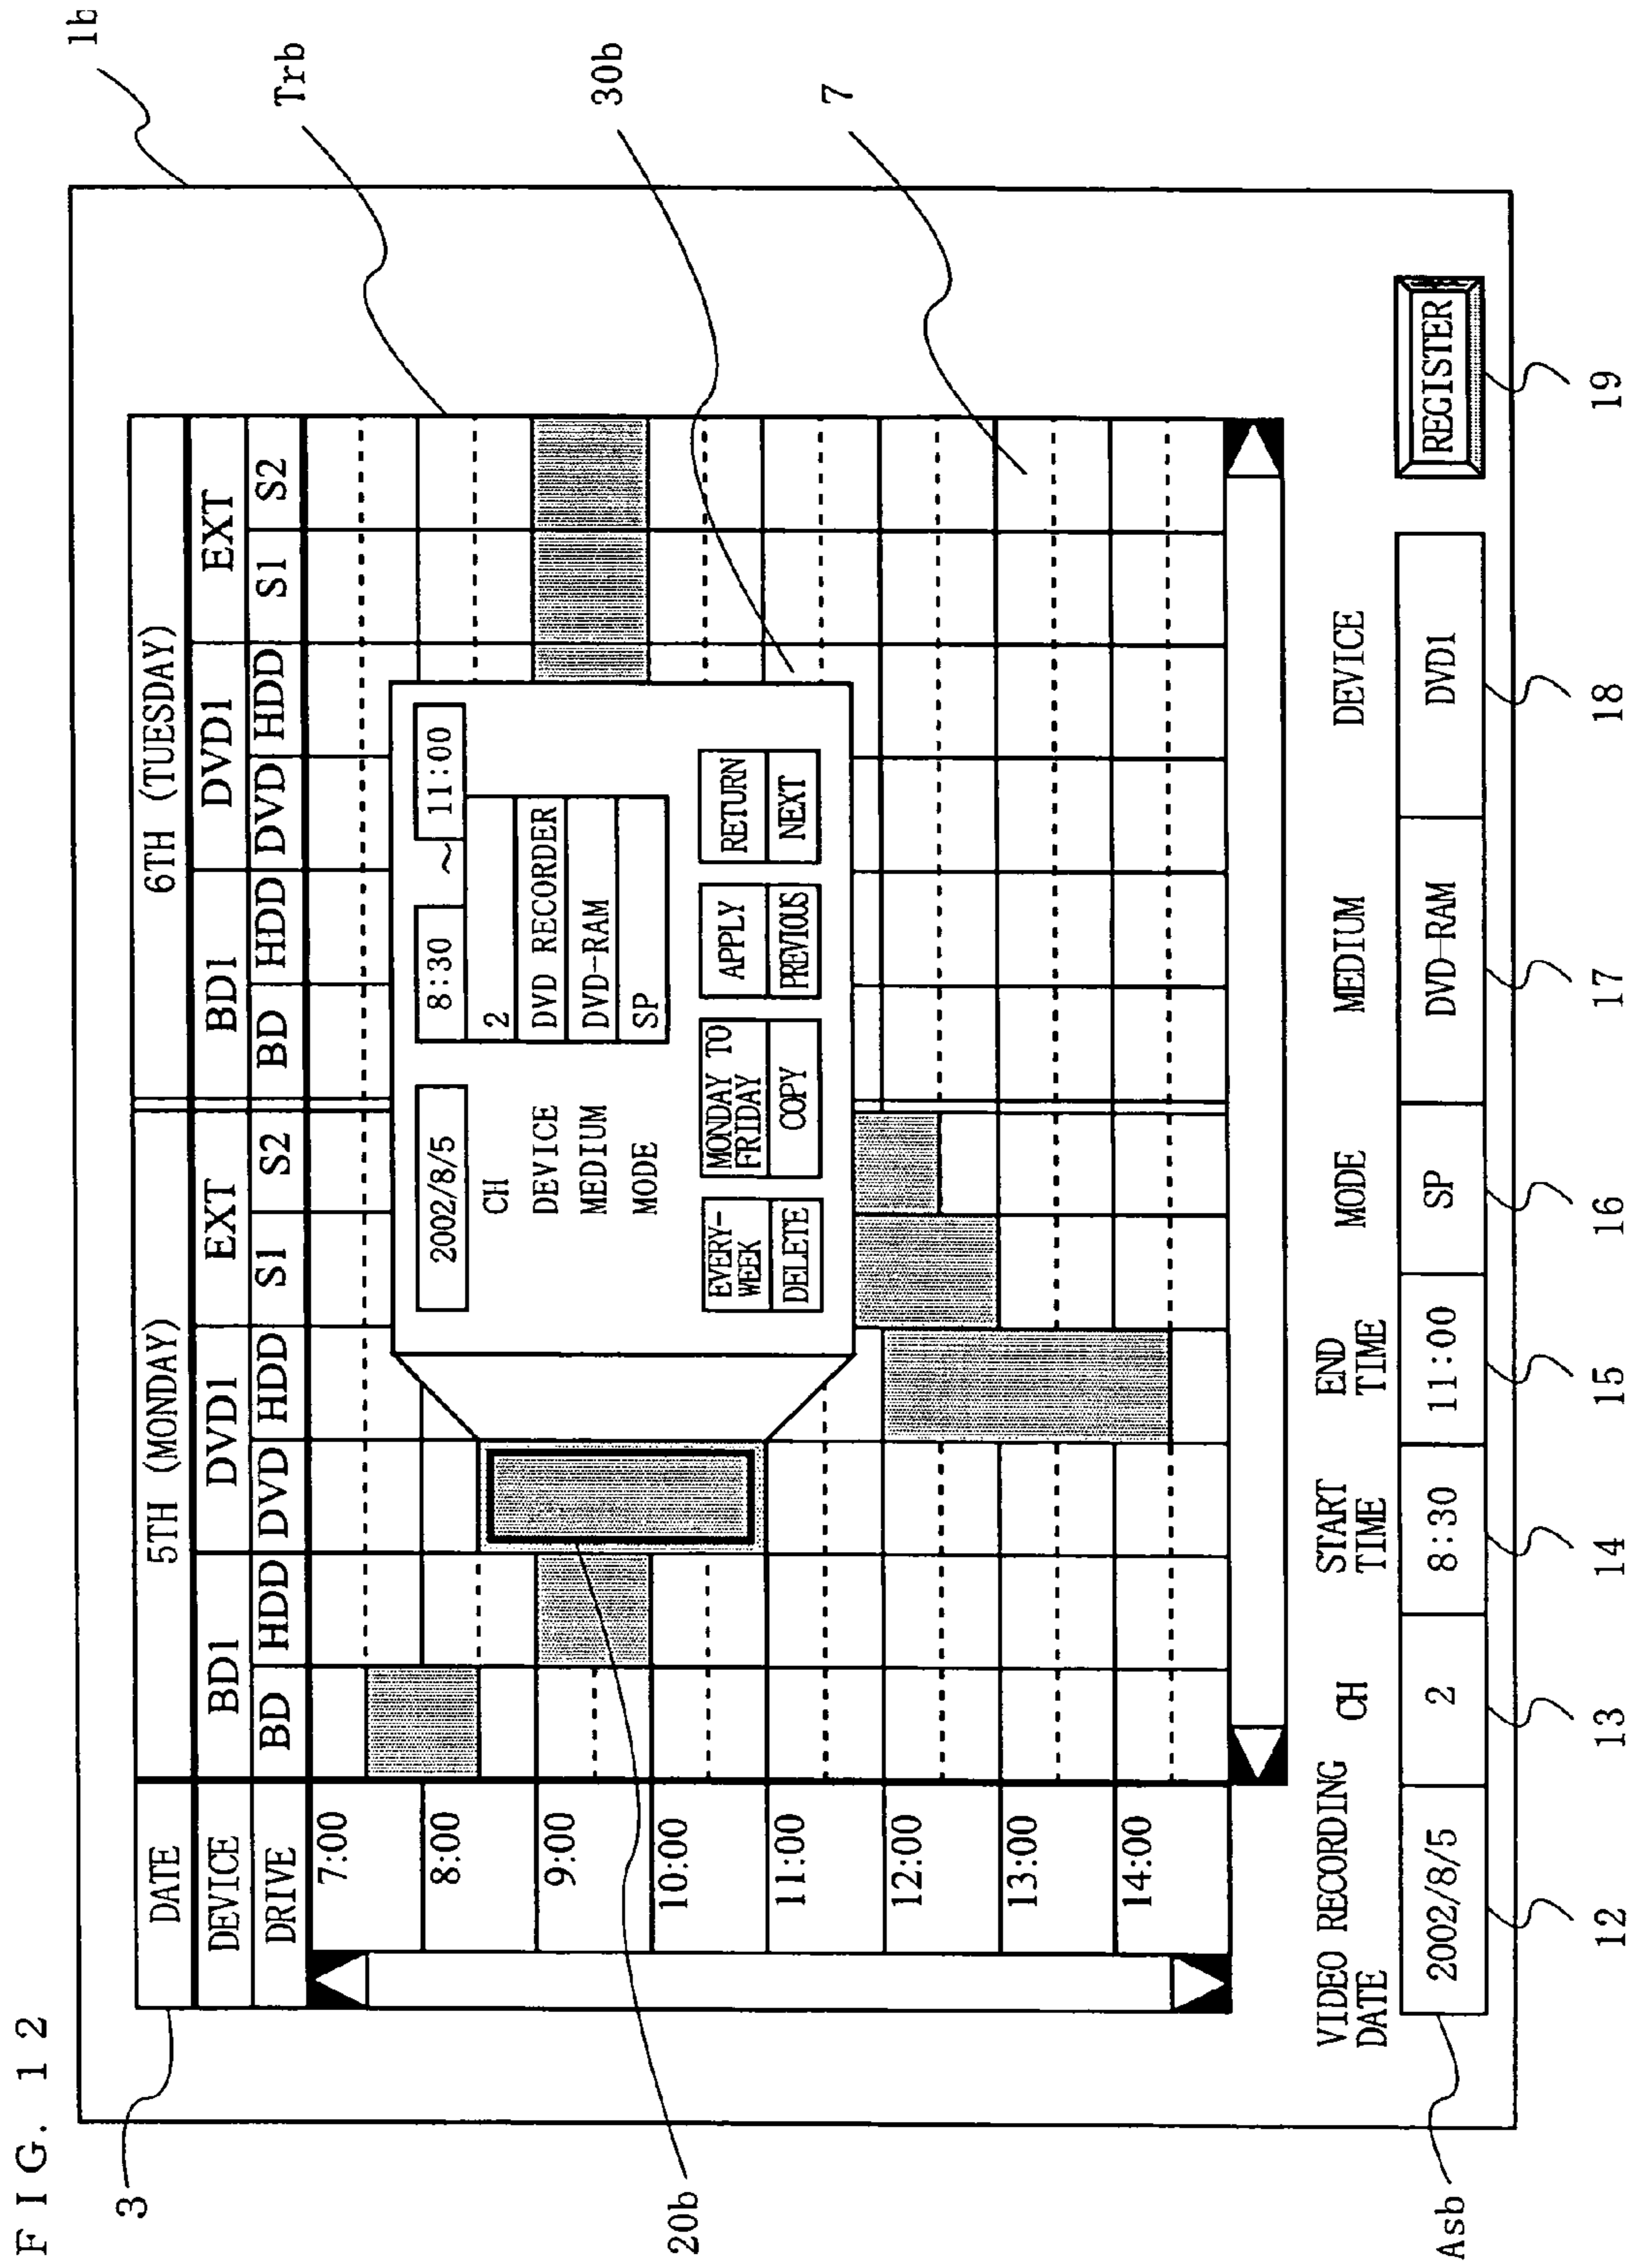 FIG. 12
1b
Trb
30b
7
3
20b
Asb
DATE 5TH (MONDAY) 6TH (TUESDAY)
DEVICE BD1 DVD1 EXT BD1 DVD1 EXT
DRIVE BD HDD DVD HDD S1 S2 BD HDD DVD HDD S1 S2
7:00
8:00
9:00
10:00
11:00
12:00
13:00
14:00
2002/8/5 8:30 ~ 11:00
CH 2
DEVICE DVD RECORDER
MEDIUM DVD-RAM
MODE SP
EVERY-
WEEK
MONDAY TO
FRIDAY
APPLY
RETURN
DELETE
COPY
PREVIOUS
NEXT
VIDEO RECORDING
DATE
CH
START
TIME
END
TIME
MODE
MEDIUM
DEVICE
2002/8/5 2 8:30 11:00 SP DVD-RAM DVD1 REGISTER
12 13 14 15 16 17 18 19